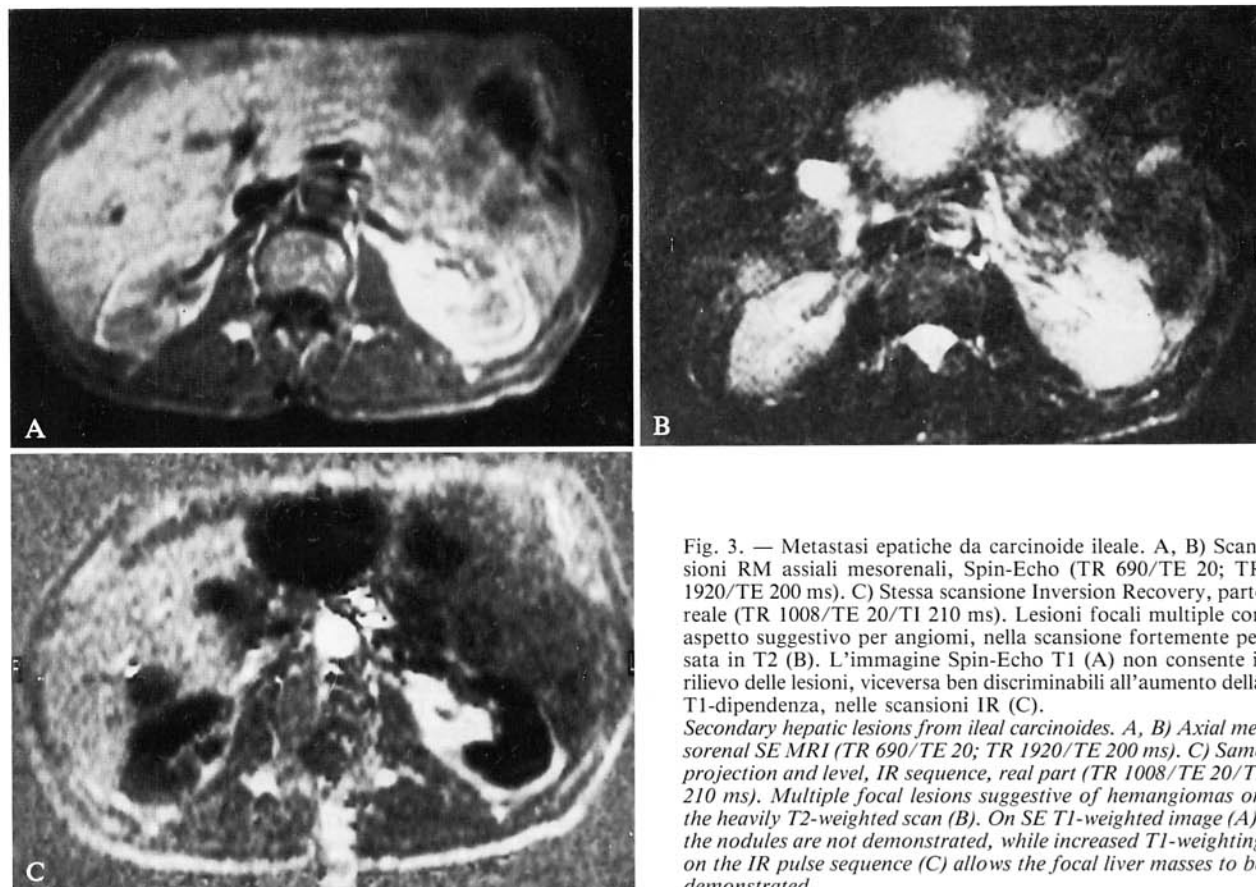 A
B
C
Fig. 3. — Metastasi epatiche da carcinoide ileale. A, B) Scan
sioni RM assiali mesorenali, Spin-Echo (TR 690/TE 20; TR
1920/TE 200 ms). C) Stessa scansione Inversion Recovery, parte
reale (TR 1008/TE 20/TI 210 ms). Lesioni focali multiple con
aspetto suggestivo per angiomi, nella scansione fortemente pe
sata in T2 (B). L'immagine Spin-Echo T1 (A) non consente i
rilievo delle lesioni, viceversa ben discriminabili all'aumento della
T1-dipendenza, nelle scansioni IR (C).
Secondary hepatic lesions from ileal carcinoides. A, B) Axial me
sorenal SE MRI (TR 690/TE 20; TR 1920/TE 200 ms). C) Sam
projection and level, IR sequence, real part (TR 1008/TE 20/T
210 ms). Multiple focal lesions suggestive of hemangiomas on
the heavily T2-weighted scan (B). On SE T1-weighted image (A)
the nodules are not demonstrated, while increased T1-weighting
on the IR pulse sequence (C) allows the focal liver masses to b
demonstrated